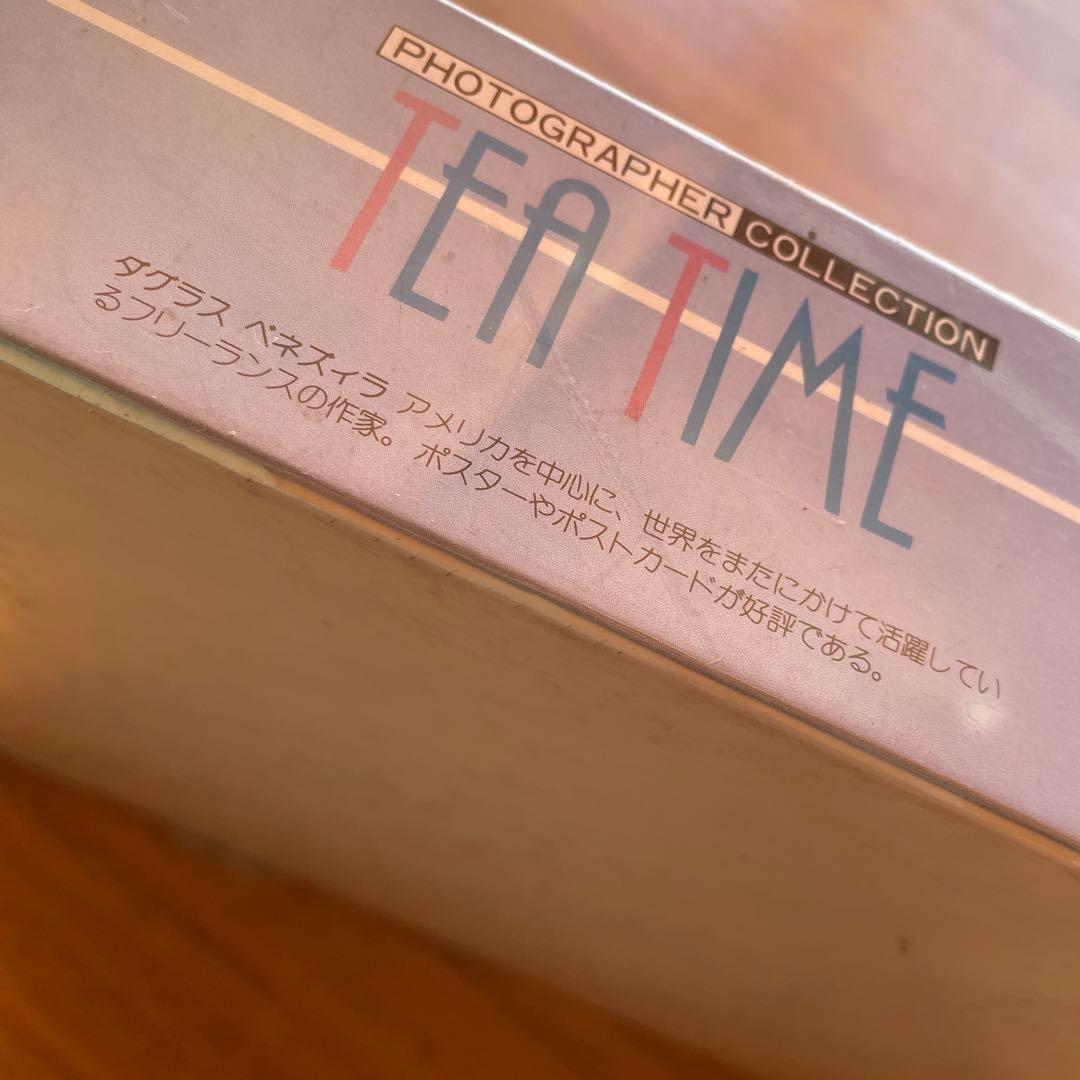 PHOTOGRAPHER COLLECTION
TEA TIME
ダグラス ベネズィラ アメリカを中心に、世界をまたにかけて活躍してい
るフリーランスの作家。 ポスターやポストカードが好評である。